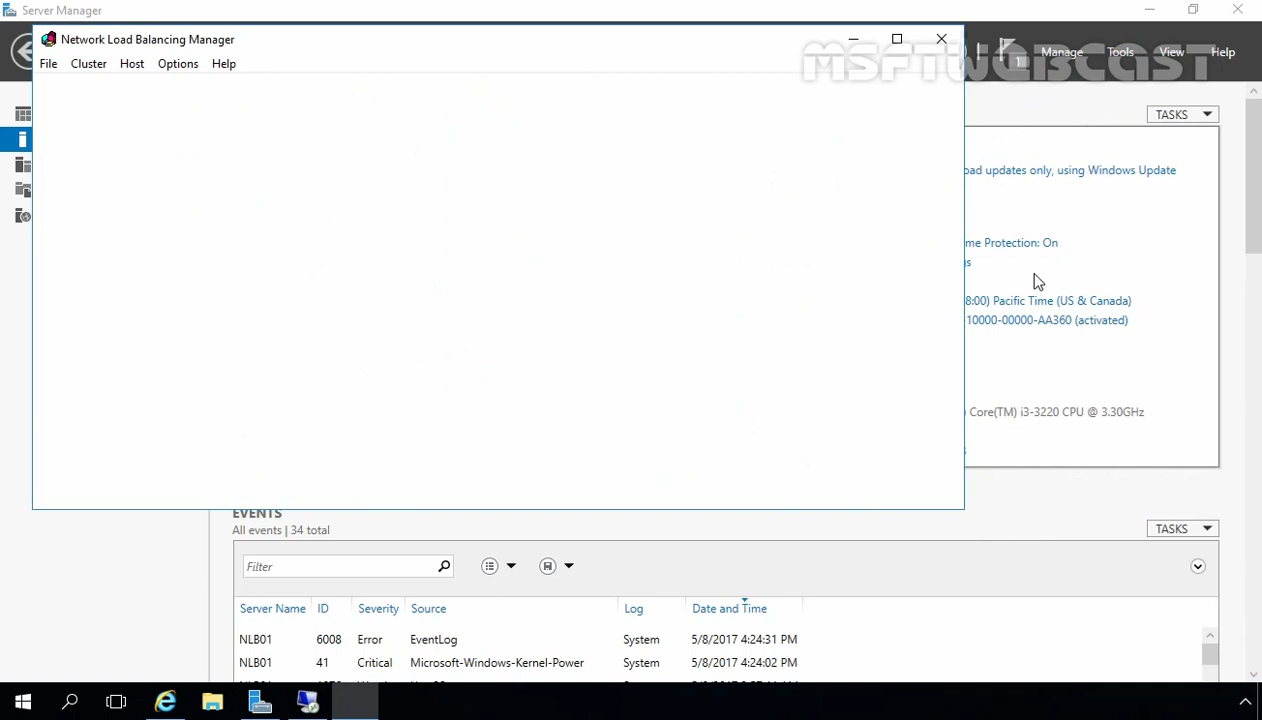 Server Manager
Network Load Balancing Manager
MSFTWEBCAST
File Cluster Host Options Help
1 Manage Tools View Help
TASKS
oad updates only, using Windows Update
me Protection: On
gs
8:00) Pacific Time (US & Canada)
10000-00000-AA360 (activated)
) Core(TM) i3-3220 CPU @ 3.30GHz
EVENTS
All events | 34 total
TASKS
Filter
Server Name ID Severity Source Log Date and Time
NLB01 6008 Error EventLog System 5/8/2017 4:24:31 PM
NLB01 41 Critical Microsoft-Windows-Kernel-Power System 5/8/2017 4:24:02 PM